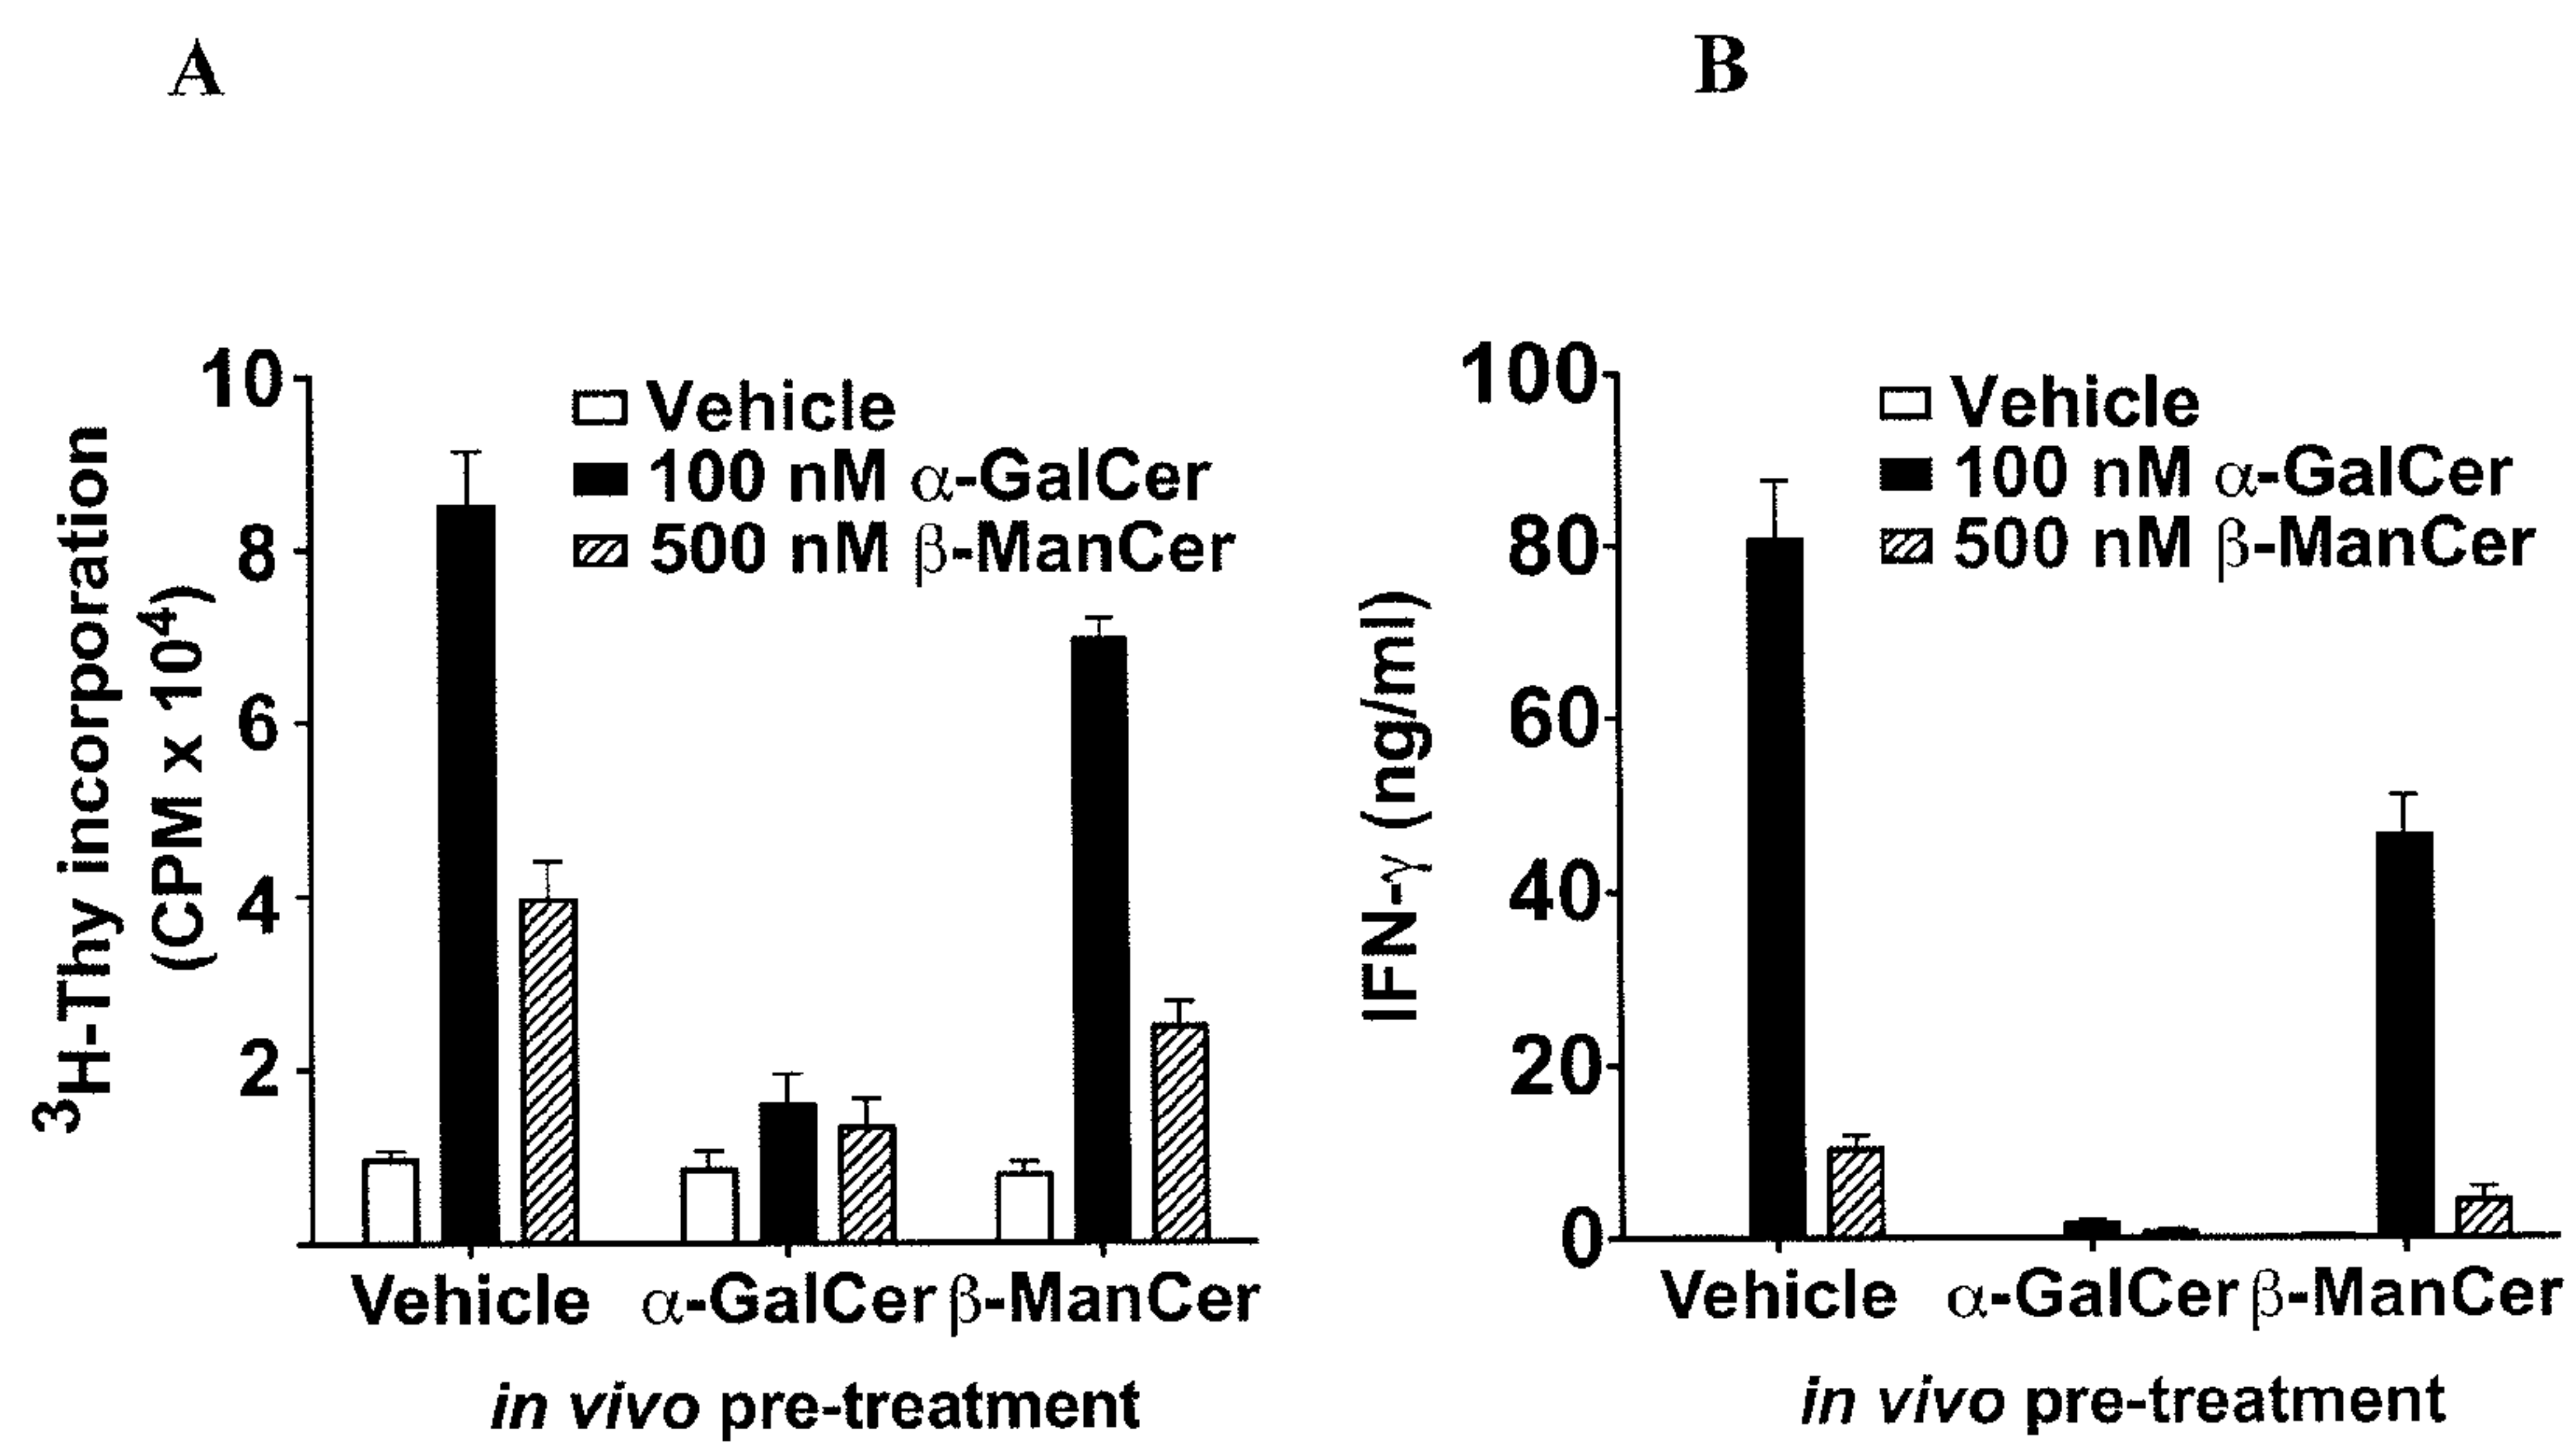 A
10
8
6
4
2
³H-Thy incorporation
(CPM x 10⁴)
Vehicle
100 nM α-GalCer
500 nM β-ManCer
Vehicle α-GalCer β-ManCer
in vivo pre-treatment
B
100
80
60
40
20
0
IFN-γ (ng/ml)
Vehicle
100 nM α-GalCer
500 nM β-ManCer
Vehicle α-GalCer β-ManCer
in vivo pre-treatment